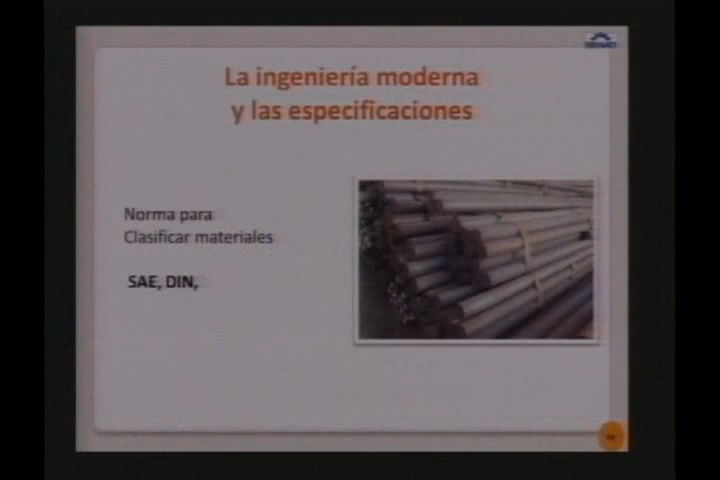 La ingeniería moderna
y las especificaciones
Norma para
Clasificar materiales
SAE, DIN,